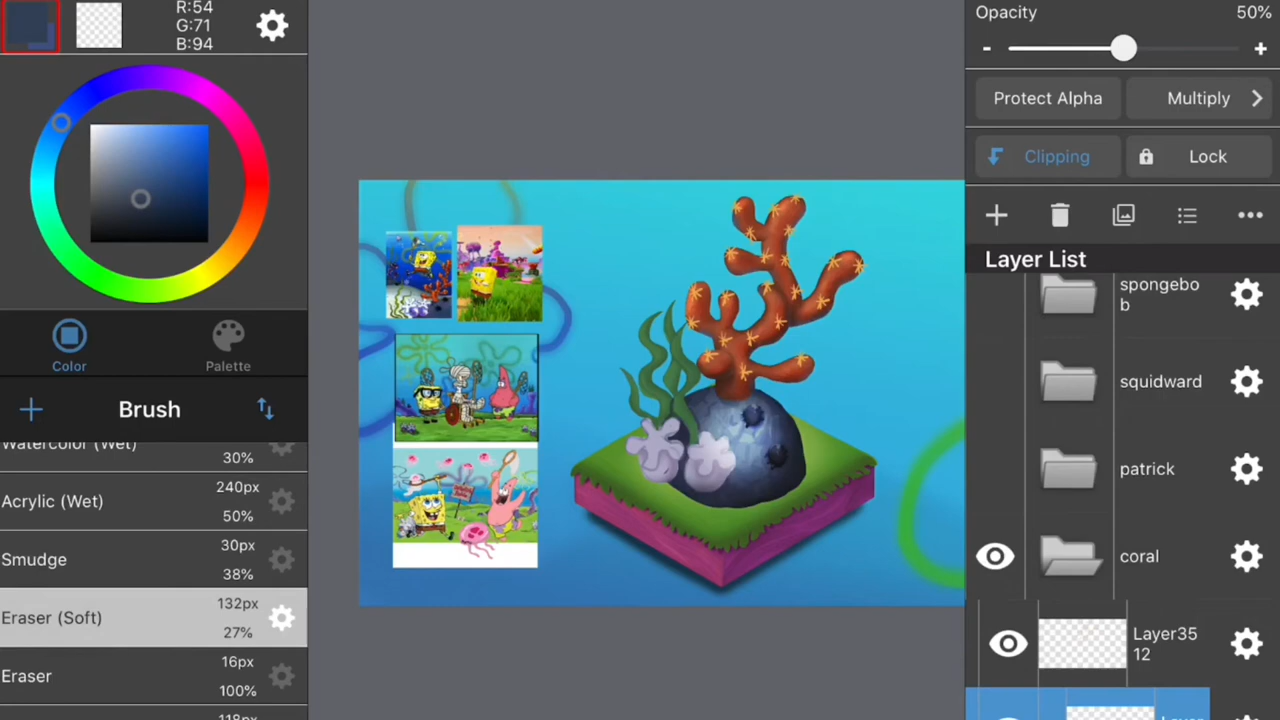 R:54
G:71
B:94
Color
Palette
Brush
Watercolor (Wet)
30%
Acrylic (Wet)
240px
50%
Smudge
30px
38%
Eraser (Soft)
132px
27%
Eraser
16px
100%
118px
Opacity
50%
Protect Alpha
Multiply
Clipping
Lock
Layer List
spongebo
b
squidward
patrick
coral
Layer35
12
Layer